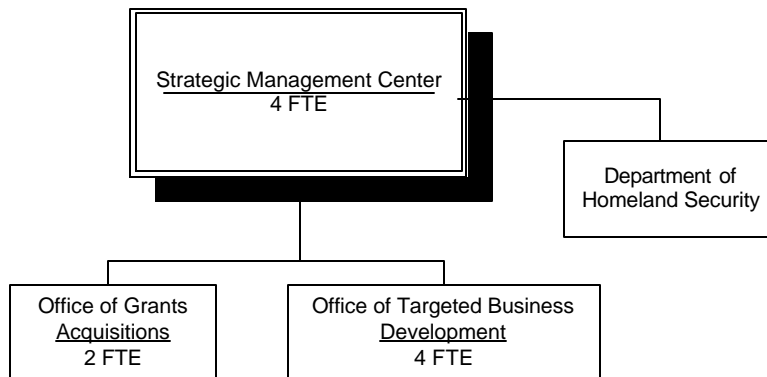 Strategic Management Center
4 FTE
Department of
Homeland Security
Office of Grants
Acquisitions
2 FTE
Office of Targeted Business
Development
4 FTE